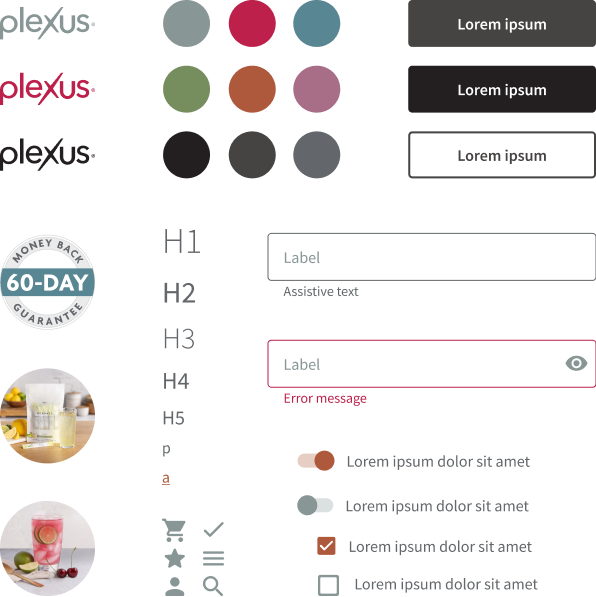 plexus
Lorem ipsum
plexus
Lorem ipsum
plexus
Lorem ipsum
MONEY BACK
60-DAY
GUARANTEE
H1
H2
H3
H4
H5
p
a
Label
Assistive text
Label
Error message
Lorem ipsum dolor sit amet
Lorem ipsum dolor sit amet
Lorem ipsum dolor sit amet
Lorem ipsum dolor sit amet